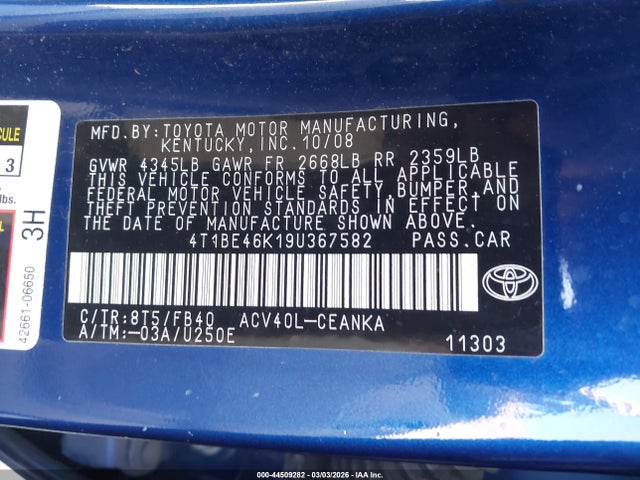 MFD.BY:TOYOTA MOTOR MANUFACTURING,
KENTUCKY,INC.10/08
GVWR 4345LB GAWR FR 2668LB RR 2359LB
THIS VEHICLE CONFORMS TO ALL APPLICABLE
FEDERAL MOTOR VEHICLE SAFETY, BUMPER, AND
THEFT PREVENTION STANDARDS IN EFFECT ON
THE DATE OF MANUFACTURE SHOWN ABOVE.
4T1BE46K19U367582 PASS.CAR
C/TR:8T5/FB40 ACV40L-CEANKA
A/TM:-03A/U250E
11303
3
lbs.
3H
42661-06650
000-44509282 | 03/03/2026 - IAA Inc.